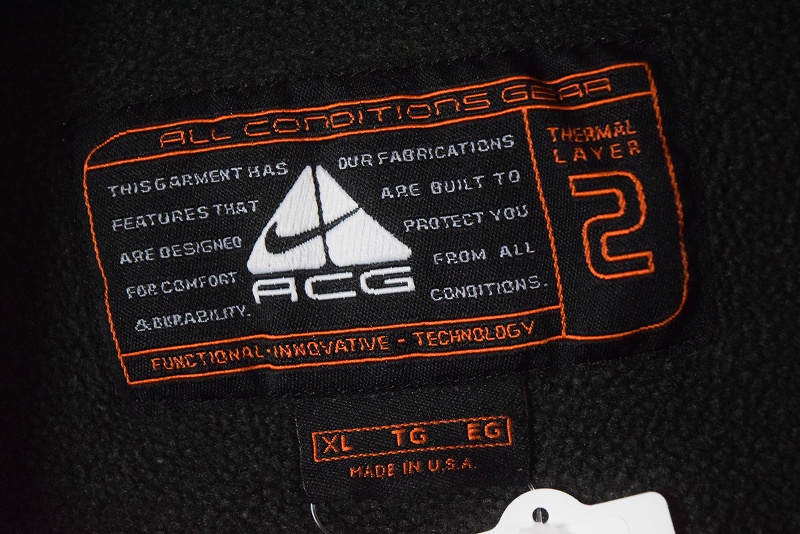 ALL CONDITIONS GEAR
THIS GARMENT HAS
FEATURES THAT
ARE DESIGNED
FOR COMFORT
& DURABILITY.
ACG
OUR FABRICATIONS
ARE BUILT TO
PROTECT YOU
FROM ALL
CONDITIONS.
THERMAL
LAYER
2
FUNCTIONAL·INNOVATIVE - TECHNOLOGY
XL TG EG
MADE IN U.S.A.